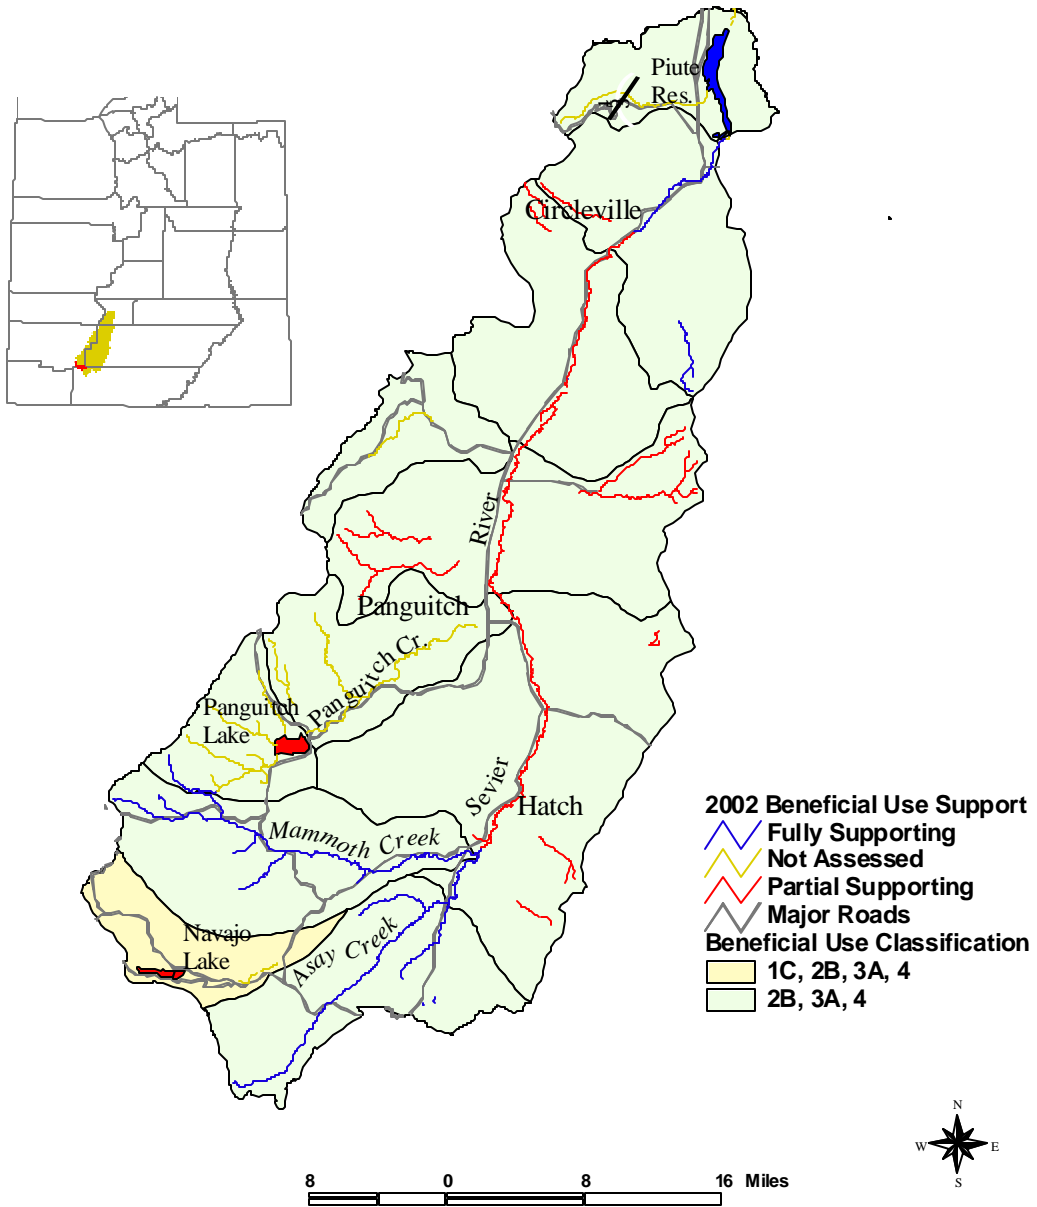 Piute
Res.
Circleville
River
Panguitch
Panguitch Cr.
Panguitch
Lake
Sevier
Hatch
Mammoth Creek
Navajo
Lake
Asay Creek
2002 Beneficial Use Support
Fully Supporting
Not Assessed
Partial Supporting
Major Roads
Beneficial Use Classification
1C, 2B, 3A, 4
2B, 3A, 4
N
W E
S
8 0 8 16 Miles